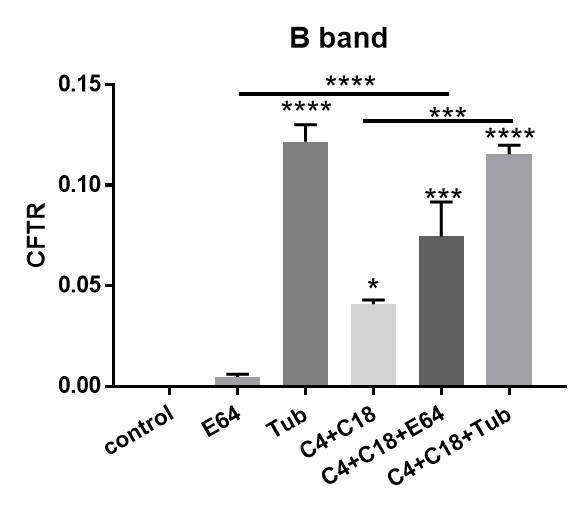 B band
CFTR
0.15
0.10
0.05
0.00
****
****
***
****
***
*
control
E64
Tub
C4+C18
C4+C18+E64
C4+C18+Tub